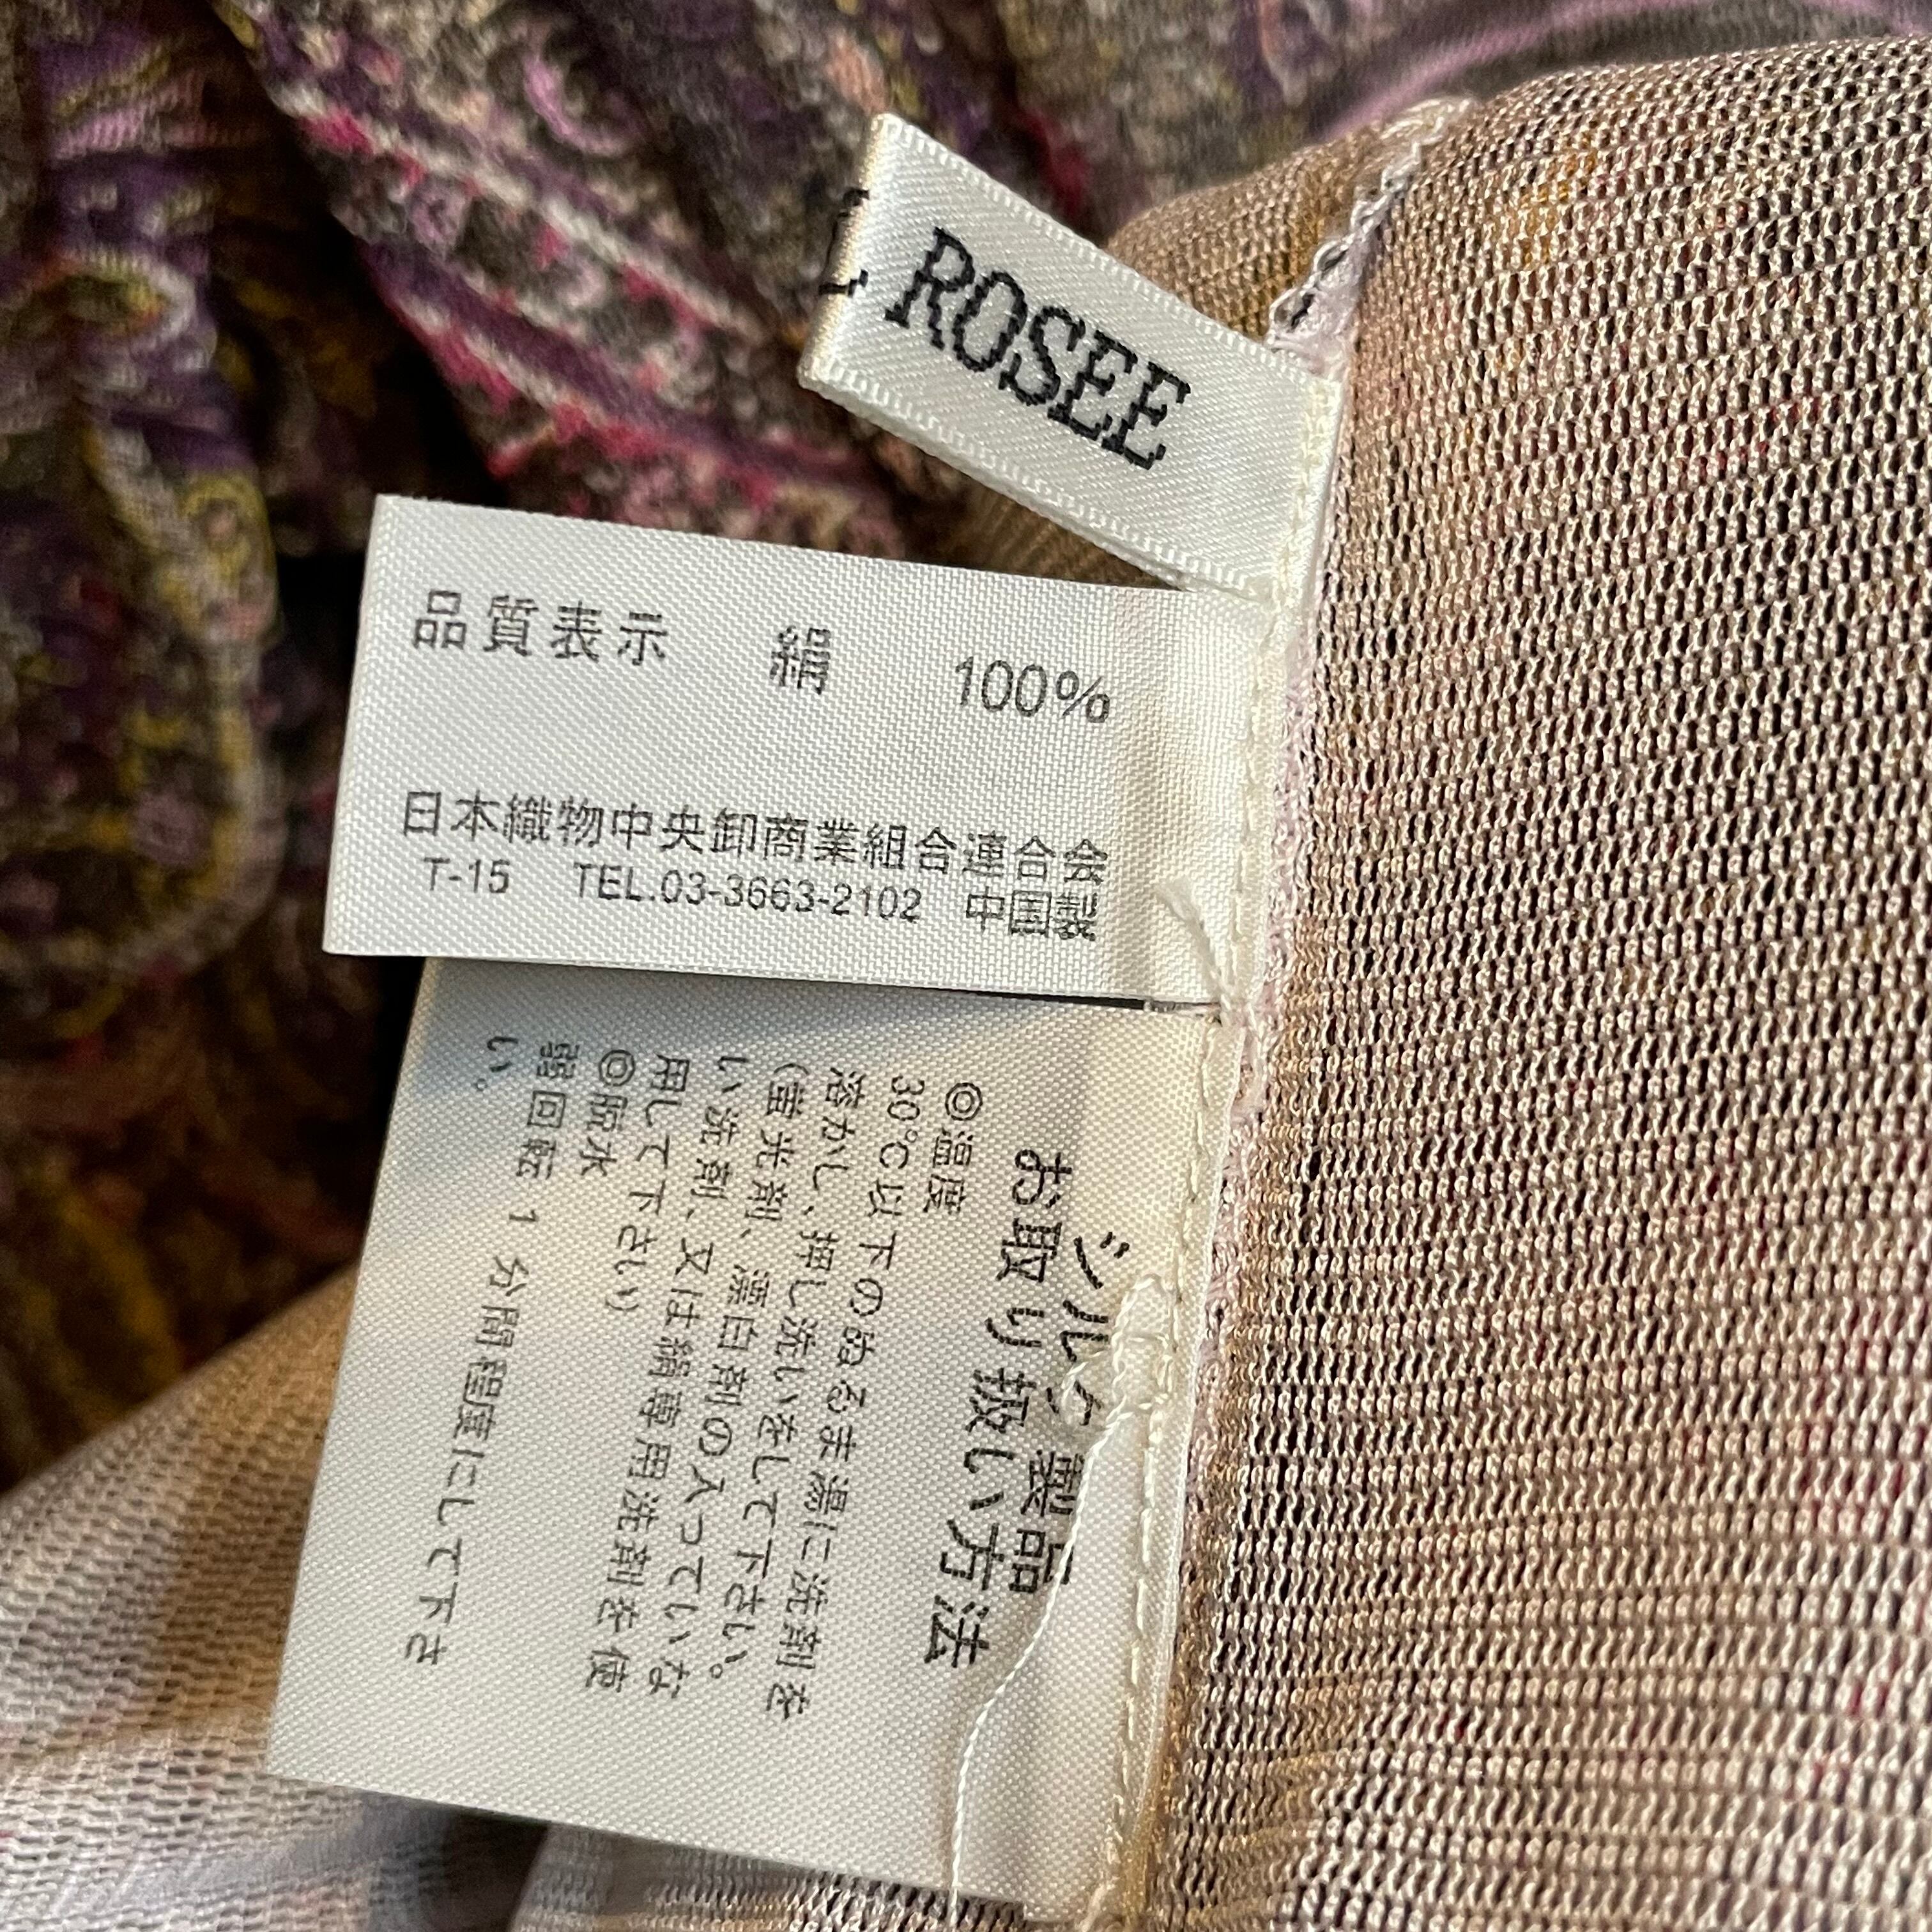 ROSEE
品質表示 絹 100%
日本織物中央卸商業組合連合会
T-15 TEL.03-3663-2102 中国製
シルク製品
お取り扱い方法
◎温度
30℃以下のぬるま湯に洗剤を
溶かし、押し洗いをして下さい。
(蛍光剤、漂白剤の入っていな
い洗剤、又は絹専用洗剤を使
用して下さい)
◎脱水
弱回転1分間程度にして下さ
い。